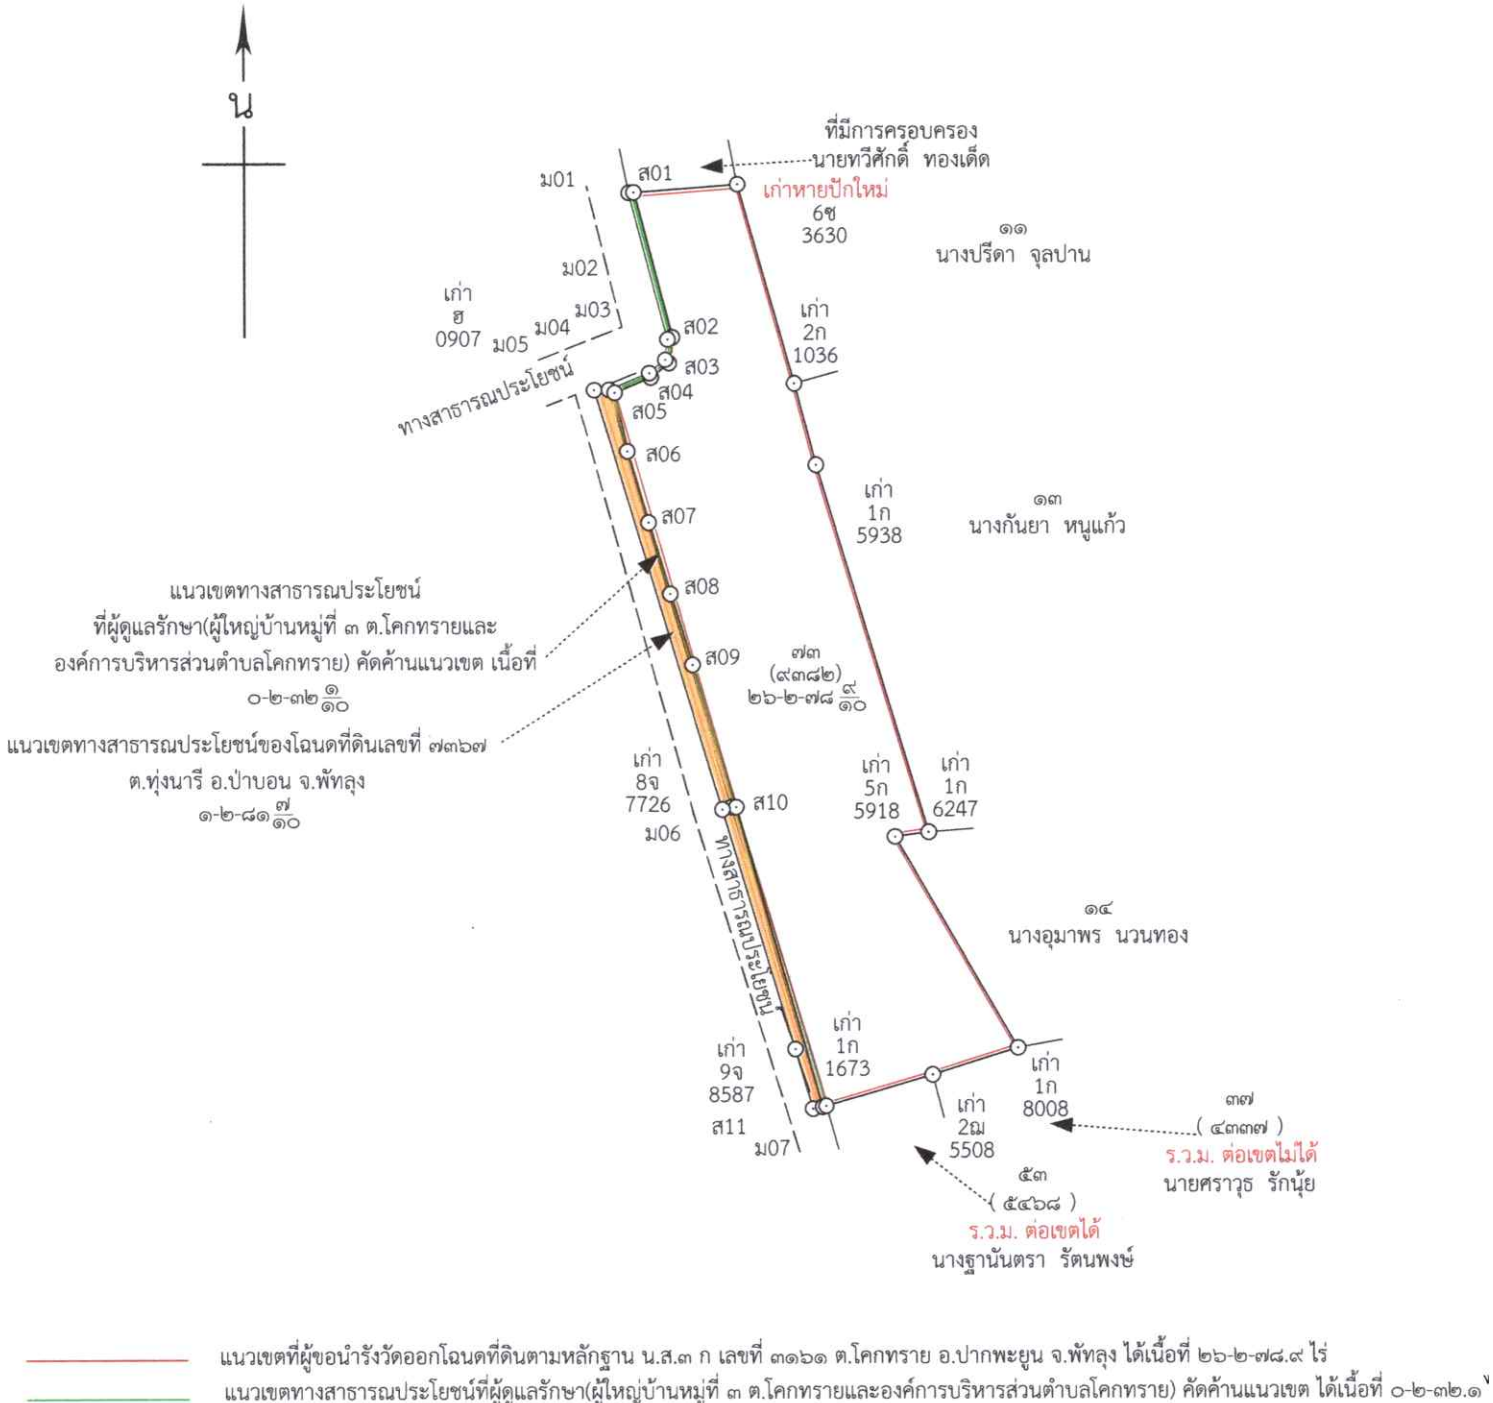 น
ที่มีการครอบครอง
นายทวีศักดิ์ ทองเด็ด
ม01
ส01
เก่าหายปักใหม่
6ช
3630
๑๑
นางปรีดา จุลปาน
ม02
เก่า
ฮ
0907
ม03
ม04
ม05
เก่า
2ก
1036
ส02
ส03
ส04
ส05
ทางสาธารณประโยชน์
ส06
เก่า
1ก
5938
๑๓
นางกันยา หนูแก้ว
ส07
ส08
แนวเขตทางสาธารณประโยชน์
ที่ผู้ดูแลรักษา(ผู้ใหญ่บ้านหมู่ที่ ๓ ต.โคกทรายและ
องค์การบริหารส่วนตำบลโคกทราย) คัดค้านแนวเขต เนื้อที่
๐-๒-๓๒ ๑/๑๐
ส09
๗๓
(๙๓๘๒)
๒๖-๒-๗๘ ๙/๑๐
แนวเขตทางสาธารณประโยชน์ของโฉนดที่ดินเลขที่ ๗๓๖๗
ต.ทุ่งนารี อ.ป่าบอน จ.พัทลุง
๑-๒-๘๑ ๗/๑๐
เก่า
8จ
7726
ม06
ส10
เก่า
5ก
5918
เก่า
1ก
6247
ทางสาธารณประโยชน์
๑๔
นางอุมาพร นวนทอง
เก่า
9จ
8587
ส11
ม07
เก่า
1ก
1673
เก่า
2ฌ
5508
เก่า
1ก
8008
๓๗
( ๔๓๓๗ )
ร.ว.ม. ต่อเขตไม่ได้
นายศราวุธ รักนุ้ย
๕๓
( ๕๔๖๘ )
ร.ว.ม. ต่อเขตได้
นางฐานันตรา รัตนพงษ์
แนวเขตที่ผู้ขอนำรังวัดออกโฉนดที่ดินตามหลักฐาน น.ส.๓ ก เลขที่ ๓๑๖๑ ต.โคกทราย อ.ปากพะยูน จ.พัทลุง ได้เนื้อที่ ๒๖-๒-๗๘.๙ ไร่
แนวเขตทางสาธารณประโยชน์ที่ผู้ดูแลรักษา(ผู้ใหญ่บ้านหมู่ที่ ๓ ต.โคกทรายและองค์การบริหารส่วนตำบลโคกทราย) คัดค้านแนวเขต ได้เนื้อที่ ๐-๒-๓๒.๑